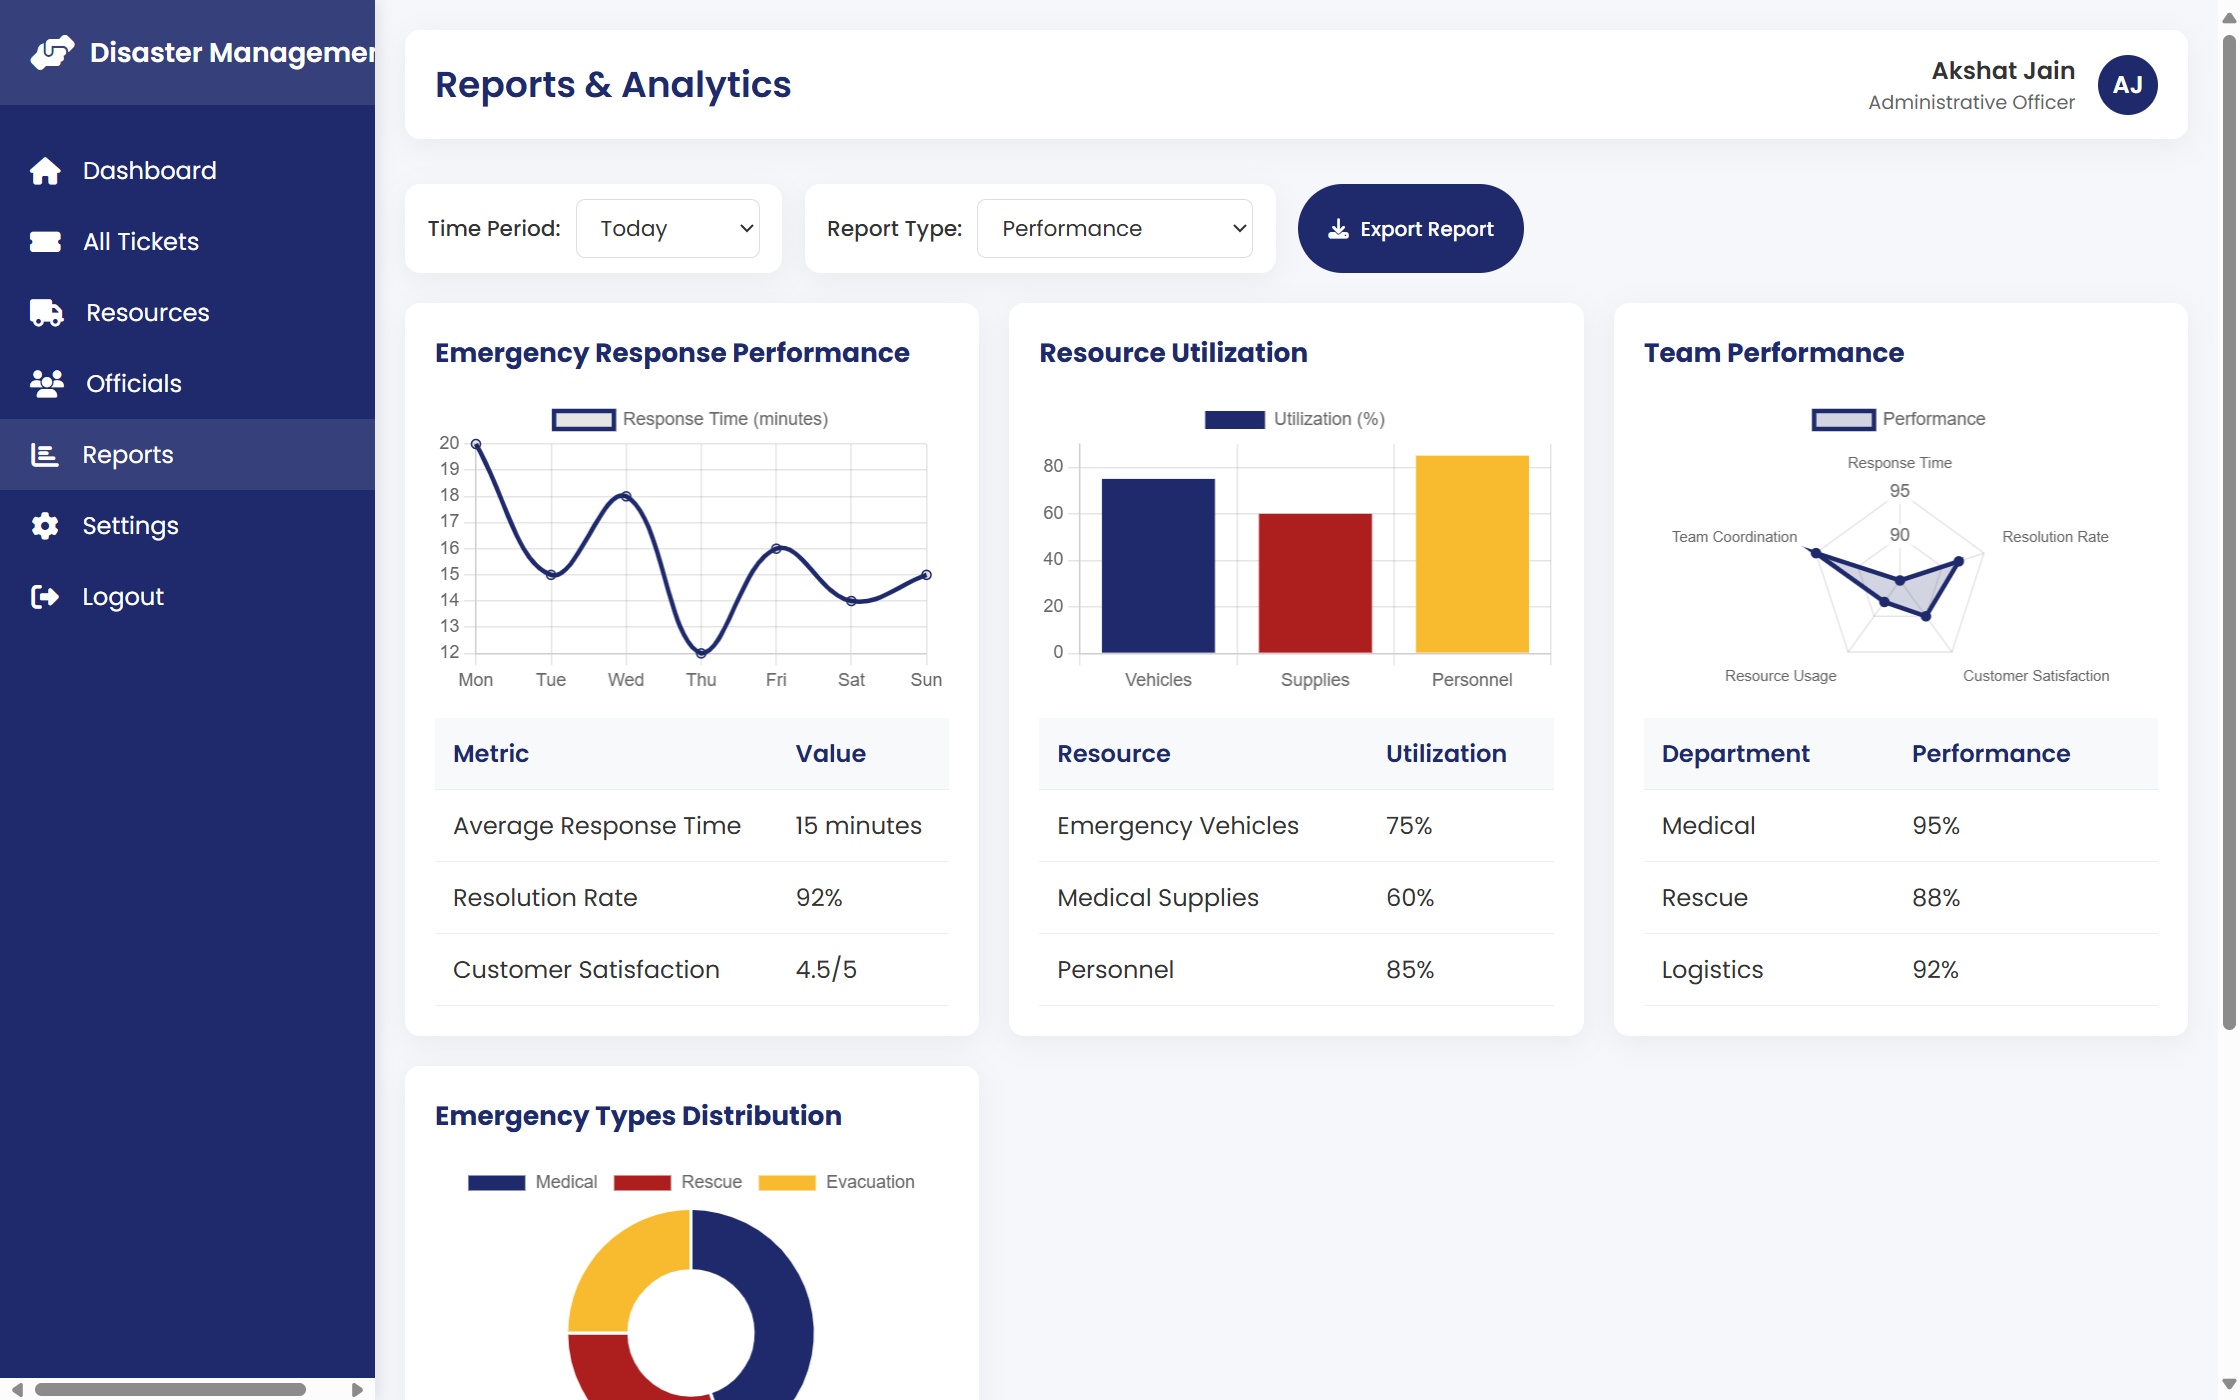 Disaster Managemen
Dashboard
All Tickets
Resources
Officials
Reports
Settings
Logout
Reports & Analytics
Akshat Jain
Administrative Officer
AJ
Time Period:
Today
Report Type:
Performance
Export Report
Emergency Response Performance
Response Time (minutes)
20
19
18
17
16
15
14
13
12
Mon Tue Wed Thu Fri Sat Sun
Metric Value
Average Response Time 15 minutes
Resolution Rate 92%
Customer Satisfaction 4.5/5
Resource Utilization
Utilization (%)
80
60
40
20
0
Vehicles Supplies Personnel
Resource Utilization
Emergency Vehicles 75%
Medical Supplies 60%
Personnel 85%
Team Performance
Performance
Response Time
95
90
Team Coordination
Resolution Rate
Resource Usage
Customer Satisfaction
Department Performance
Medical 95%
Rescue 88%
Logistics 92%
Emergency Types Distribution
Medical Rescue Evacuation